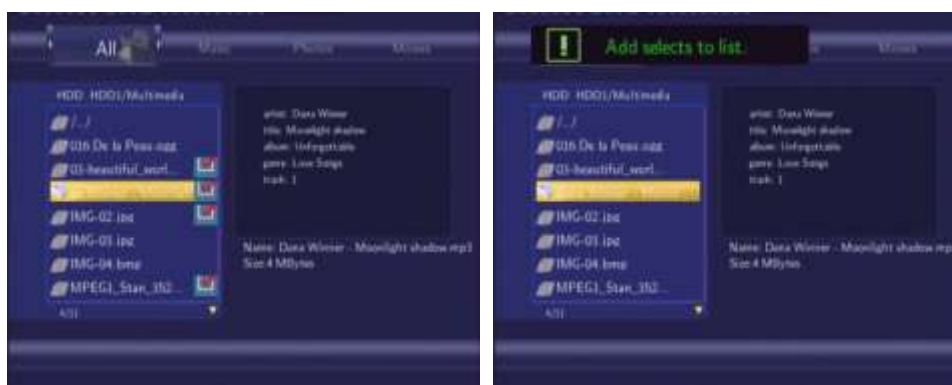 All
Music
Photos
Movies
HDD: HDD1/Multimedia
/../
016 De la Peau.ogg
03-beautiful_worl...
IMG-02.jpg
IMG-03.jpg
IMG-04.bmp
MPEG1_Stan_352...
artist: Dana Winner
title: Moonlight shadow
album: Unforgettable
genre: Love Songs
track: 1
Name: Dana Winner - Moonlight shadow.mp3
Size:4 MBytes
Add selects to list.
Movies
HDD: HDD1/Multimedia
/../
016 De la Peau.ogg
03-beautiful_worl...
IMG-02.jpg
IMG-03.jpg
IMG-04.bmp
MPEG1_Stan_352...
artist: Dana Winner
title: Moonlight shadow
album: Unforgettable
genre: Love Songs
track: 1
Name: Dana Winner - Moonlight shadow.mp
Size:4 MBytes